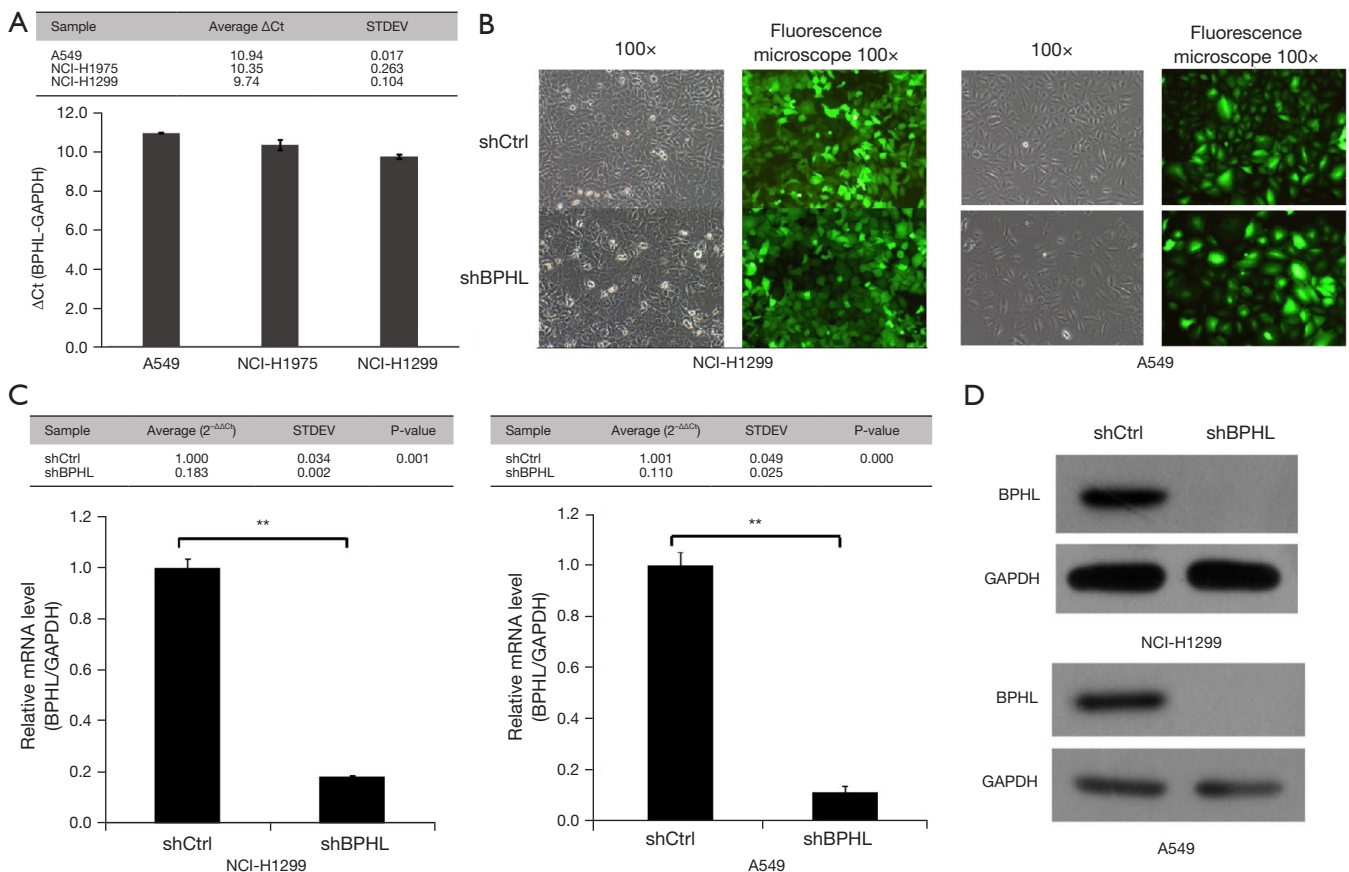 A
Sample Average ΔCt STDEV
A549 10.94 0.017
NCI-H1975 10.35 0.263
NCI-H1299 9.74 0.104
12.0
10.0
8.0
6.0
4.0
2.0
0.0
ΔCt (BPHL-GAPDH)
A549 NCI-H1975 NCI-H1299
B
100× Fluorescence microscope 100× 100× Fluorescence microscope 100×
shCtrl
shBPHL
NCI-H1299 A549
C
Sample Average (2^–ΔΔCt) STDEV P-value
shCtrl 1.000 0.034 0.001
shBPHL 0.183 0.002
1.2
1.0
0.8
0.6
0.4
0.2
0.0
Relative mRNA level
(BPHL/GAPDH)
**
shCtrl shBPHL
NCI-H1299
Sample Average (2^–ΔΔCt) STDEV P-value
shCtrl 1.001 0.049 0.000
shBPHL 0.110 0.025
1.2
1.0
0.8
0.6
0.4
0.2
0.0
Relative mRNA level
(BPHL/GAPDH)
**
shCtrl shBPHL
A549
D
shCtrl shBPHL
BPHL
GAPDH
NCI-H1299
BPHL
GAPDH
A549